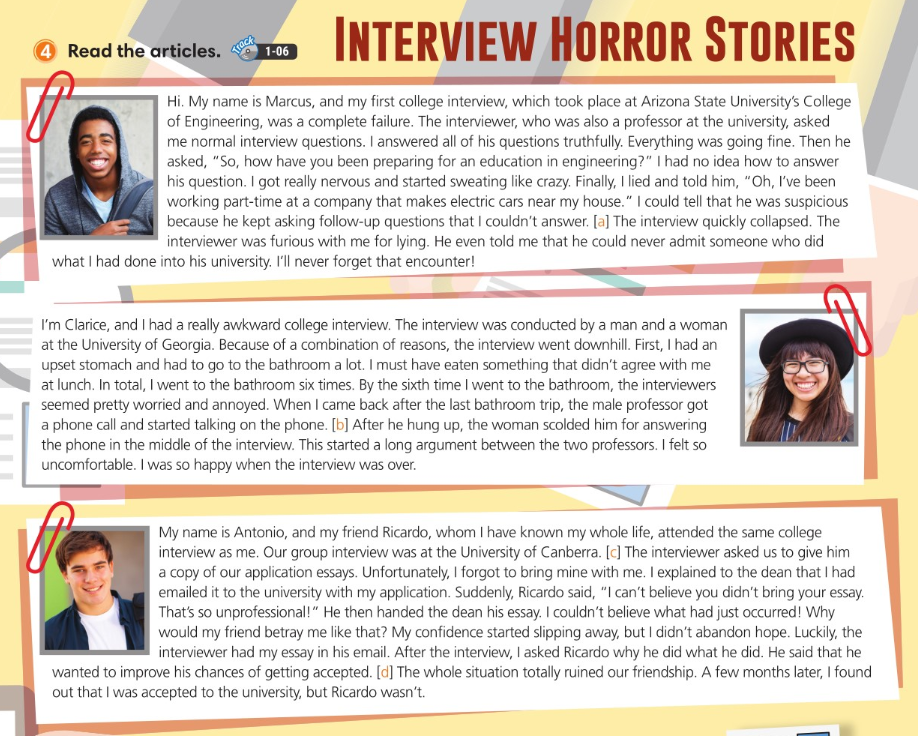 4 Read the articles. Track 1-06
INTERVIEW HORROR STORIES
Hi. My name is Marcus, and my first college interview, which took place at Arizona State University's College
of Engineering, was a complete failure. The interviewer, who was also a professor at the university, asked
me normal interview questions. I answered all of his questions truthfully. Everything was going fine. Then he
asked, "So, how have you been preparing for an education in engineering?" I had no idea how to answer
his question. I got really nervous and started sweating like crazy. Finally, I lied and told him, "Oh, I've been
working part-time at a company that makes electric cars near my house." I could tell that he was suspicious
because he kept asking follow-up questions that I couldn't answer. [a] The interview quickly collapsed. The
interviewer was furious with me for lying. He even told me that he could never admit someone who did
what I had done into his university. I'll never forget that encounter!
I'm Clarice, and I had a really awkward college interview. The interview was conducted by a man and a woman
at the University of Georgia. Because of a combination of reasons, the interview went downhill. First, I had an
upset stomach and had to go to the bathroom a lot. I must have eaten something that didn't agree with me
at lunch. In total, I went to the bathroom six times. By the sixth time I went to the bathroom, the interviewers
seemed pretty worried and annoyed. When I came back after the last bathroom trip, the male professor got
a phone call and started talking on the phone. [b] After he hung up, the woman scolded him for answering
the phone in the middle of the interview. This started a long argument between the two professors. I felt so
uncomfortable. I was so happy when the interview was over.
My name is Antonio, and my friend Ricardo, whom I have known my whole life, attended the same college
interview as me. Our group interview was at the University of Canberra. [c] The interviewer asked us to give him
a copy of our application essays. Unfortunately, I forgot to bring mine with me. I explained to the dean that I had
emailed it to the university with my application. Suddenly, Ricardo said, "I can't believe you didn't bring your essay.
That's so unprofessional!" He then handed the dean his essay. I couldn't believe what had just occurred! Why
would my friend betray me like that? My confidence started slipping away, but I didn't abandon hope. Luckily, the
interviewer had my essay in his email. After the interview, I asked Ricardo why he did what he did. He said that he
wanted to improve his chances of getting accepted. [d] The whole situation totally ruined our friendship. A few months later, I found
out that I was accepted to the university, but Ricardo wasn't.